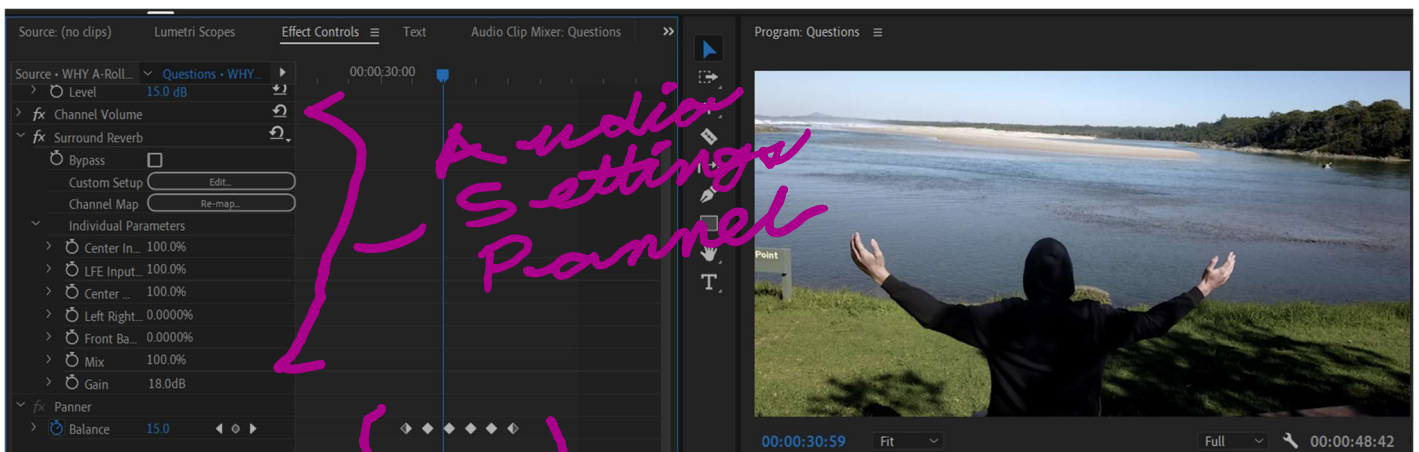 Source: (no clips) Lumetri Scopes Effect Controls Text Audio Clip Mixer: Questions
Program: Questions
Source • WHY A-Roll... Questions • WHY...
00:00:30:00
Level 15.0 dB
fx Channel Volume
fx Surround Reverb
Bypass
Custom Setup Edit...
Channel Map Re-map...
Individual Parameters
Center In... 100.0%
LFE Input... 100.0%
Center ... 100.0%
Left Right... 0.0000%
Front Ba... 0.0000%
Mix 100.0%
Gain 18.0dB
fx Panner
Balance 15.0
Audio
Settings
Pannel
T
Point
00:00:30:59 Fit Full 00:00:48:42